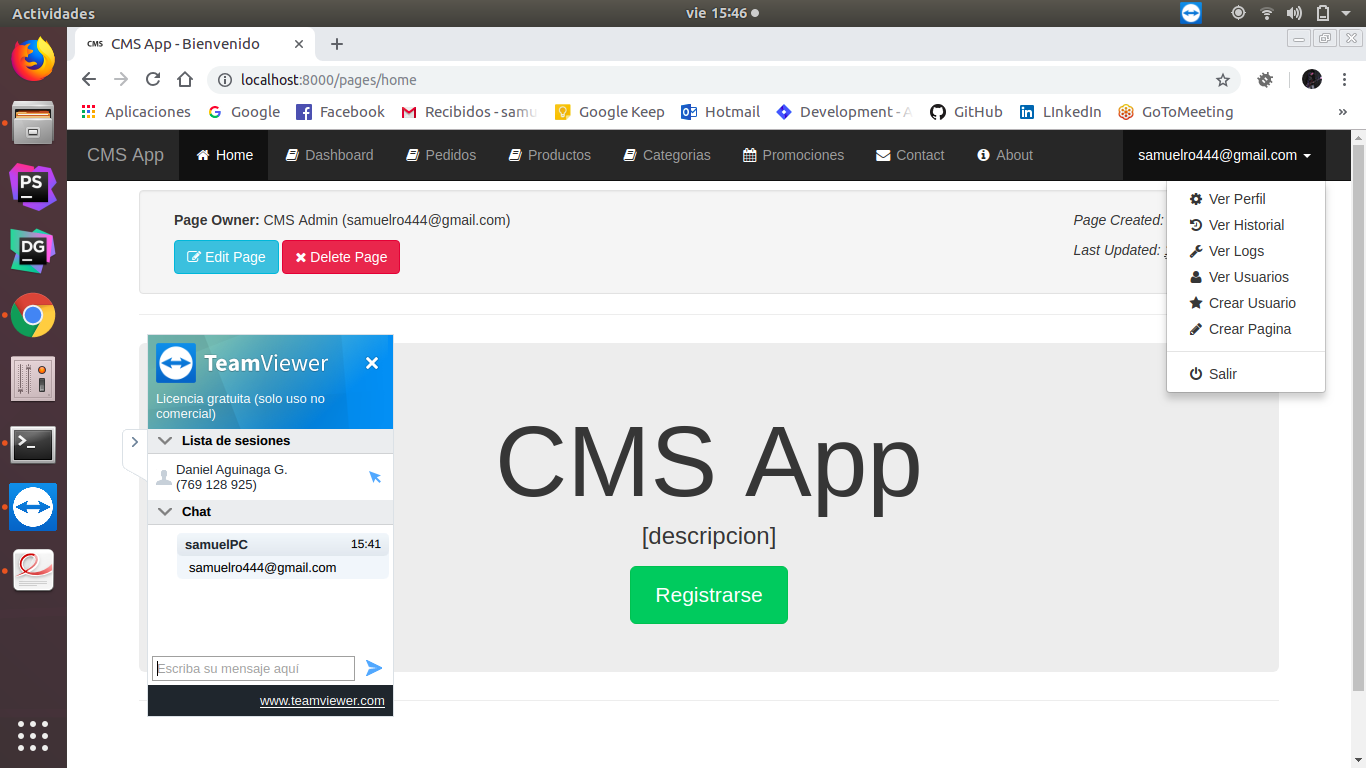 Actividades
vie 15:46
CMS CMS App - Bienvenido
localhost:8000/pages/home
Aplicaciones Google Facebook Recibidos - samu Google Keep Hotmail Development - A GitHub LInkedIn GoToMeeting »
CMS App Home Dashboard Pedidos Productos Categorias Promociones Contact About samuelro444@gmail.com
Page Owner: CMS Admin (samuelro444@gmail.com)
Page Created:
Edit Page Delete Page
Last Updated:
Ver Perfil
Ver Historial
Ver Logs
Ver Usuarios
Crear Usuario
Crear Pagina
Salir
TeamViewer
Licencia gratuita (solo uso no
comercial)
Lista de sesiones
Daniel Aguinaga G.
(769 128 925)
Chat
samuelPC 15:41
samuelro444@gmail.com
Escriba su mensaje aquí
www.teamviewer.com
CMS App
[descripcion]
Registrarse
PS
DG